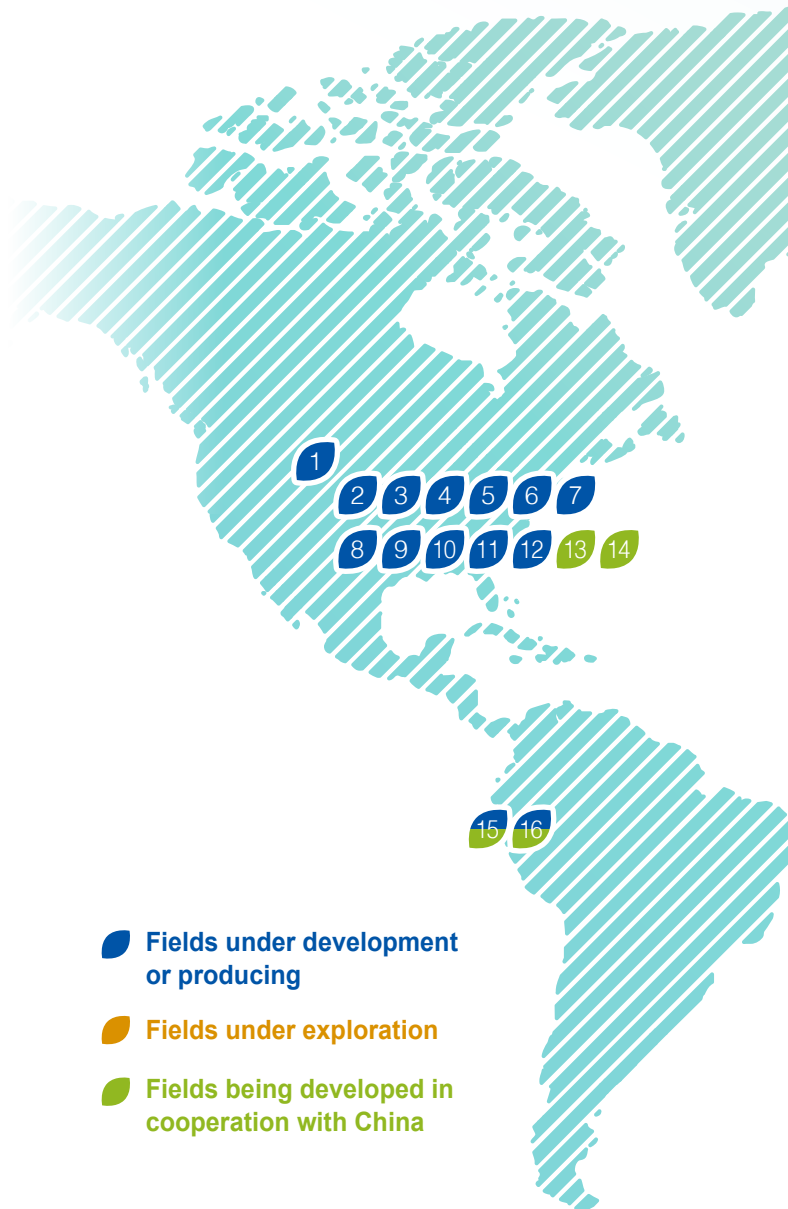 1
2 3 4 5 6 7
8 9 10 11 12 13 14
15 16
Fields under development
or producing
Fields under exploration
Fields being developed in
cooperation with China